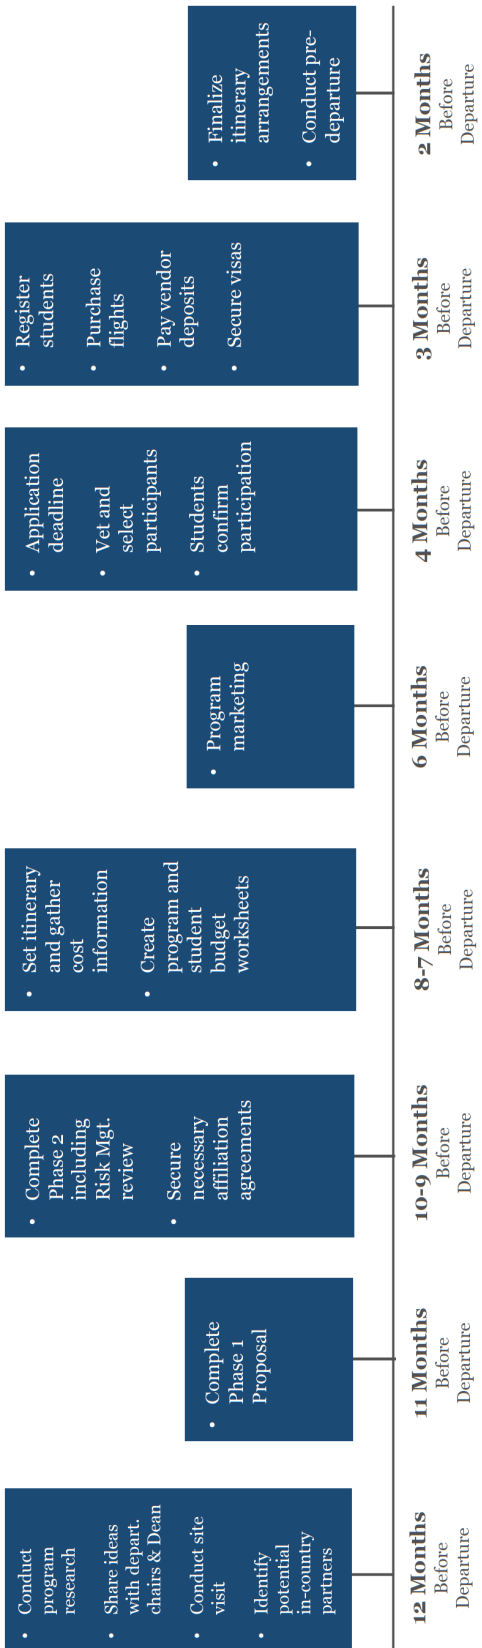 Conduct
program
research
Share ideas
with depart.
chairs & Dean
Conduct site
visit
Identify
potential
in-country
partners
12 Months
Before
Departure
Complete
Phase 1
Proposal
11 Months
Before
Departure
Complete
Phase 2
including
Risk Mgt.
review
Secure
necessary
affiliation
agreements
10-9 Months
Before
Departure
Set itinerary
and gather
cost
information
Create
program and
student
budget
worksheets
8-7 Months
Before
Departure
Program
marketing
6 Months
Before
Departure
Application
deadline
Vet and
select
participants
Students
confirm
participation
4 Months
Before
Departure
Register
students
Purchase
flights
Pay vendor
deposits
Secure visas
3 Months
Before
Departure
Finalize
itinerary
arrangements
Conduct pre-
departure
2 Months
Before
Departure